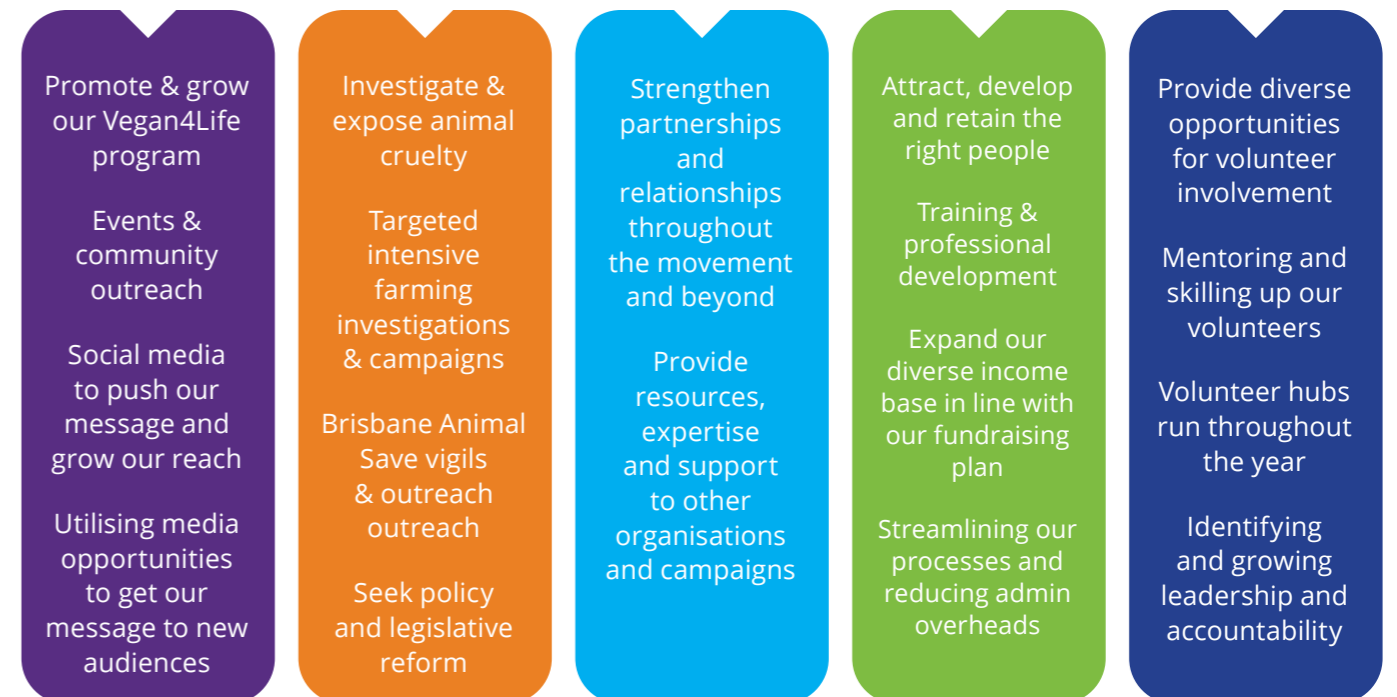 Promote & grow
our Vegan4Life
program
Events &
community
outreach
Social media
to push our
message and
grow our reach
Utilising media
opportunities
to get our
message to new
audiences
Investigate &
expose animal
cruelty
Targeted
intensive
farming
investigations
& campaigns
Brisbane Animal
Save vigils
& outreach
outreach
Seek policy
and legislative
reform
Strengthen
partnerships
and
relationships
throughout
the movement
and beyond
Provide
resources,
expertise
and support
to other
organisations
and campaigns
Attract, develop
and retain the
right people
Training &
professional
development
Expand our
diverse income
base in line with
our fundraising
plan
Streamlining our
processes and
reducing admin
overheads
Provide diverse
opportunities
for volunteer
involvement
Mentoring and
skilling up our
volunteers
Volunteer hubs
run throughout
the year
Identifying
and growing
leadership and
accountability